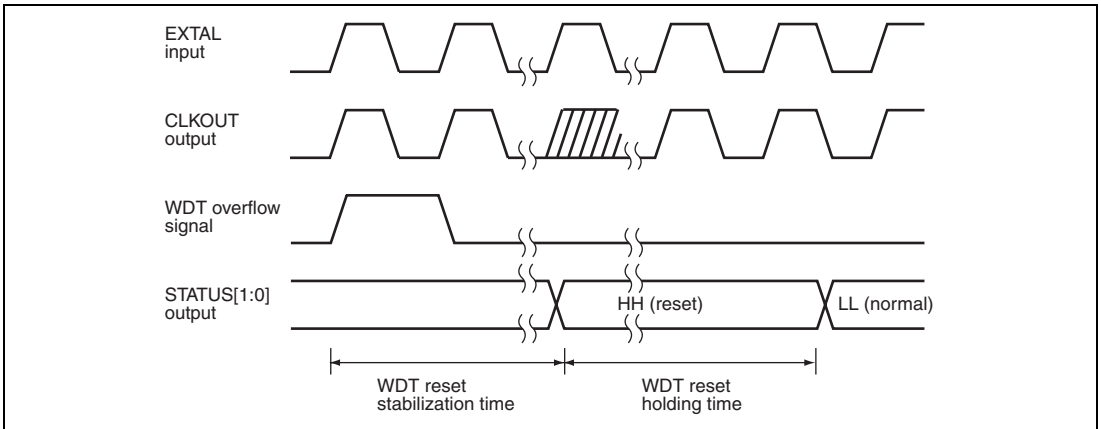 EXTAL
input
CLKOUT
output
WDT overflow
signal
STATUS[1:0]
output
HH (reset)
LL (normal)
WDT reset
stabilization time
WDT reset
holding time